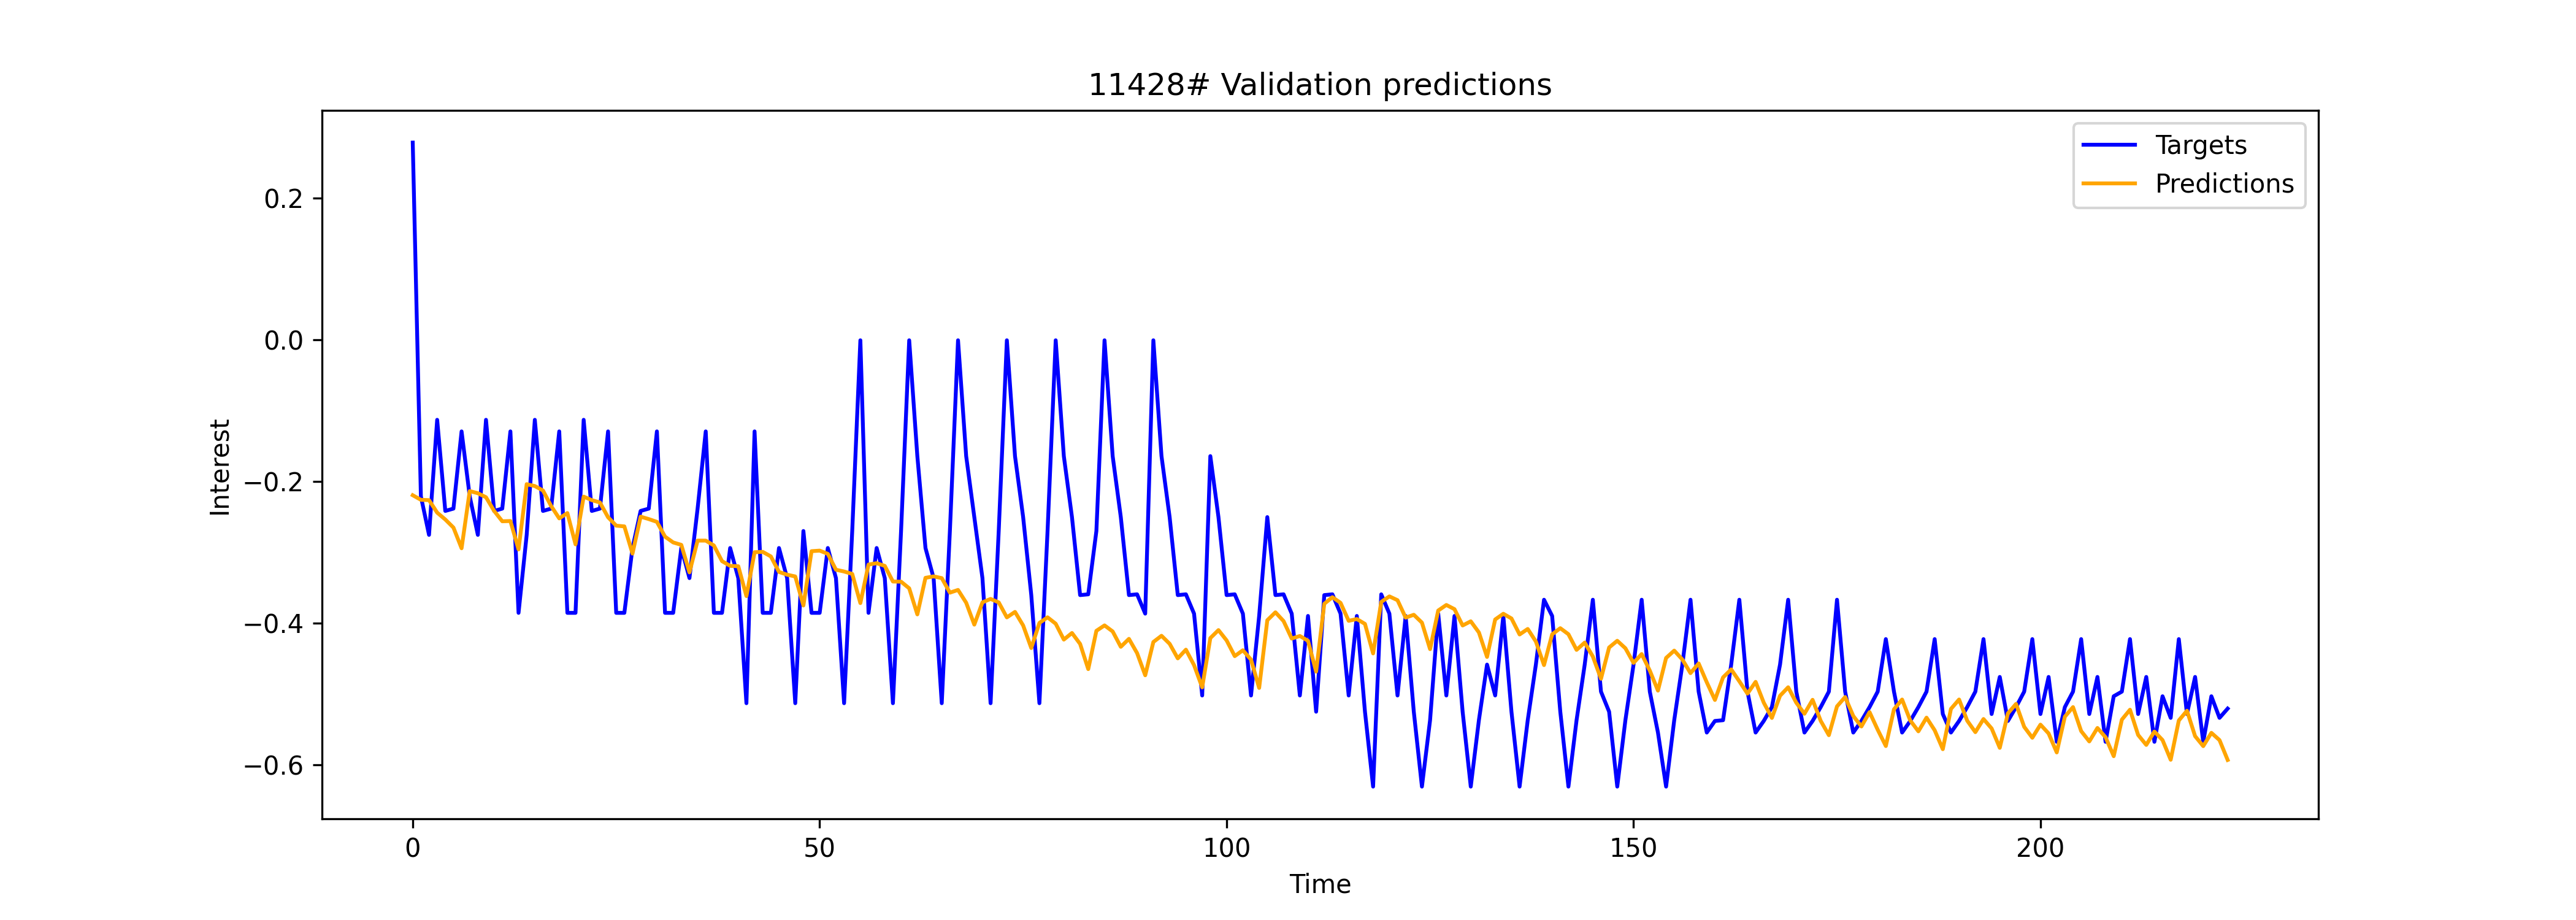 11428# Validation predictions
Targets
Predictions
0.2
0.0
−0.2
−0.4
−0.6
Interest
0 50 100 150 200
Time